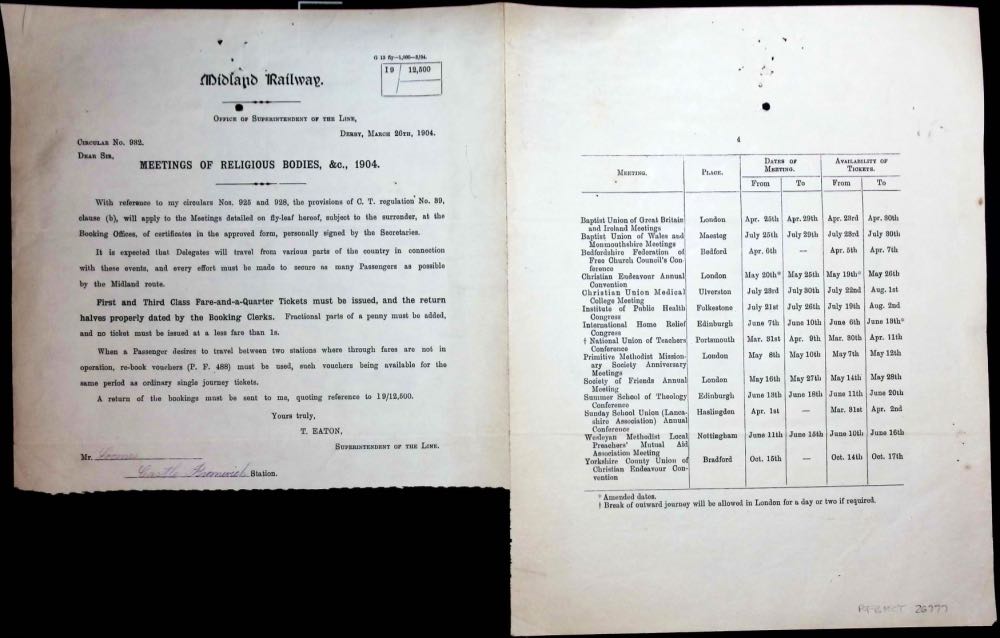 G 13 fly—1,800—3/04.
Midland Railway.
19 / 12,500
Office of Superintendent of the Line,
Derby, March 26th, 1904.
Circular No. 932.
Dear Sir,
MEETINGS OF RELIGIOUS BODIES, &c., 1904.
With reference to my circulars Nos. 925 and 928, the provisions of C. T. regulation No. 39,
clause (b), will apply to the Meetings detailed on fly-leaf hereof, subject to the surrender, at the
Booking Offices, of certificates in the approved form, personally signed by the Secretaries.
It is expected that Delegates will travel from various parts of the country in connection
with these events, and every effort must be made to secure as many Passengers as possible
by the Midland route.
First and Third Class Fare-and-a-Quarter Tickets must be issued, and the return
halves properly dated by the Booking Clerks. Fractional parts of a penny must be added,
and no ticket must be issued at a less fare than 1s.
When a Passenger desires to travel between two stations where through fares are not in
operation, re-book vouchers (P. F. 488) must be used, such vouchers being available for the
same period as ordinary single journey tickets.
A return of the bookings must be sent to me, quoting reference to 19/12,500.
Yours truly,
T. EATON,
Superintendent of the Line.
Mr.
Castle Bromwich Station.
4
Meeting. Place. Dates of Meeting. Availability of Tickets.
From To From To
Baptist Union of Great Britain London Apr. 25th Apr. 29th Apr. 23rd Apr. 30th
and Ireland Meetings
Baptist Union of Wales and Maesteg July 25th July 29th July 23rd July 30th
Monmouthshire Meetings
Bedfordshire Federation of Bedford Apr. 6th — Apr. 5th Apr. 7th
Free Church Council's Con-
ference
Christian Endeavour Annual London May 20th* May 25th May 19th* May 26th
Convention
Christian Union Medical Ulverston July 23rd July 30th July 22nd Aug. 1st
College Meeting
Institute of Public Health Folkestone July 21st July 26th July 19th Aug. 2nd
Congress
International Home Relief Edinburgh June 7th June 10th June 6th June 13th*
Congress
† National Union of Teachers Portsmouth Mar. 31st Apr. 9th Mar. 30th Apr. 11th
Conference
Primitive Methodist Mission- London May 8th May 10th May 7th May 12th
ary Society Anniversary
Meetings
Society of Friends Annual London May 16th May 27th May 14th May 28th
Meeting
Summer School of Theology Edinburgh June 13th June 18th June 11th June 20th
Conference
Sunday School Union (Lanca- Haslingden Apr. 1st — Mar. 31st Apr. 2nd
shire Association) Annual
Conference
Wesleyan Methodist Local Nottingham June 11th June 15th June 10th June 16th
Preachers' Mutual Aid
Association Meeting
Yorkshire County Union of Bradford Oct. 15th — Oct. 14th Oct. 17th
Christian Endeavour Con-
vention
* Amended dates.
† Break of outward journey will be allowed in London for a day or two if required.
26777